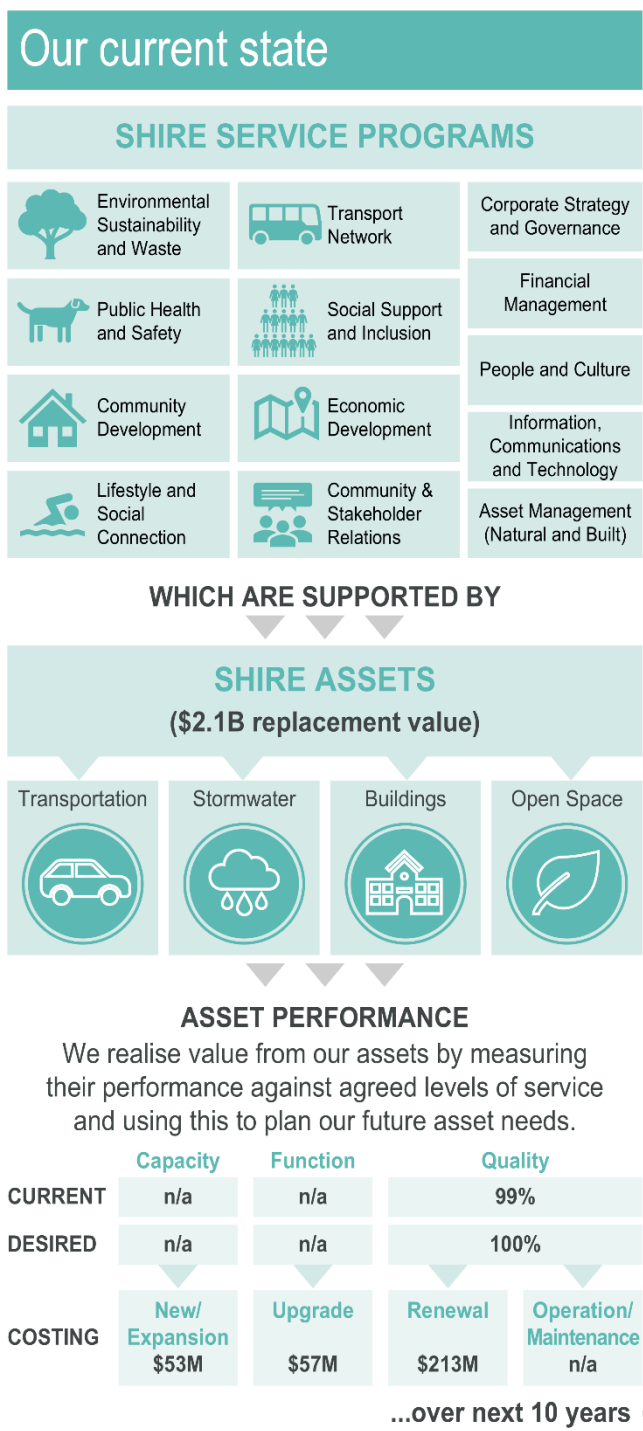 Our current state
SHIRE SERVICE PROGRAMS
Environmental
Sustainability
and Waste
Transport
Network
Corporate Strategy
and Governance
Public Health
and Safety
Social Support
and Inclusion
Financial
Management
People and Culture
Community
Development
Economic
Development
Information,
Communications
and Technology
Lifestyle and
Social
Connection
Community &
Stakeholder
Relations
Asset Management
(Natural and Built)
WHICH ARE SUPPORTED BY
SHIRE ASSETS
($2.1B replacement value)
Transportation
Stormwater
Buildings
Open Space
ASSET PERFORMANCE
We realise value from our assets by measuring
their performance against agreed levels of service
and using this to plan our future asset needs.
Capacity Function Quality
CURRENT n/a n/a 99%
DESIRED n/a n/a 100%
COSTING
New/
Expansion
$53M
Upgrade
$57M
Renewal
$213M
Operation/
Maintenance
n/a
...over next 10 years